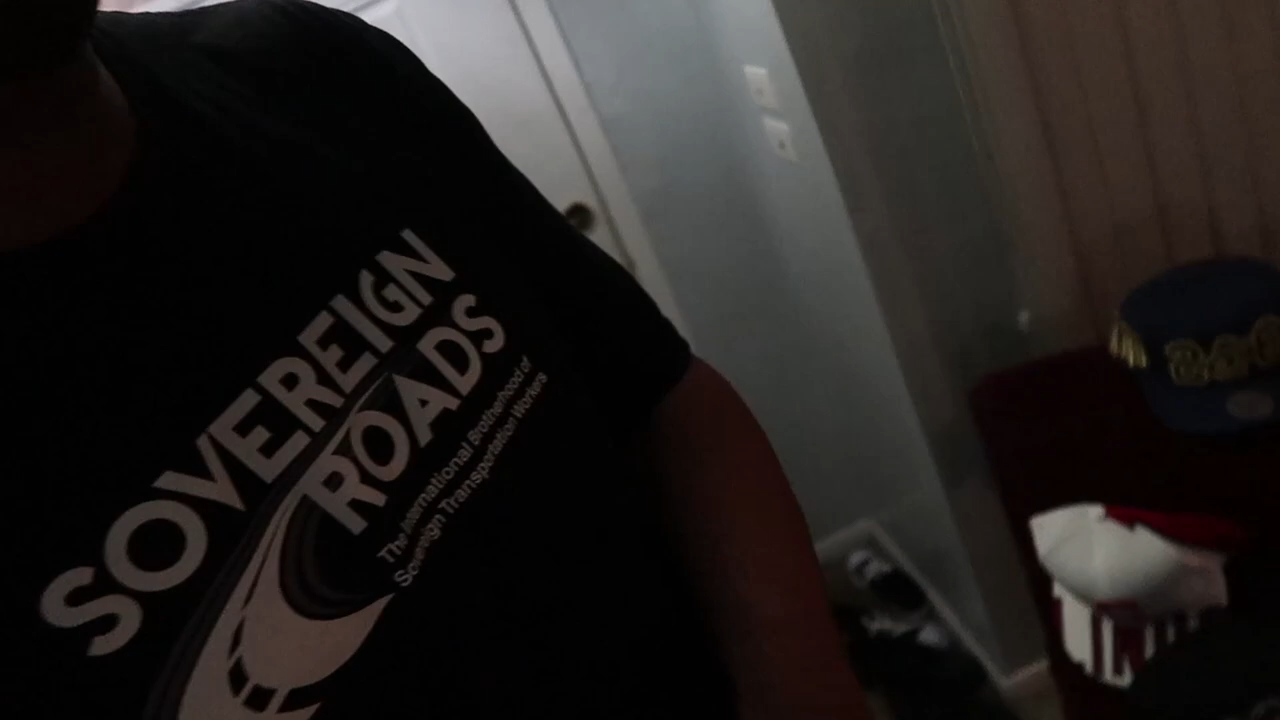 SOVEREIGN
ROADS
The International Brotherhood of
Sovereign Transportation Workers